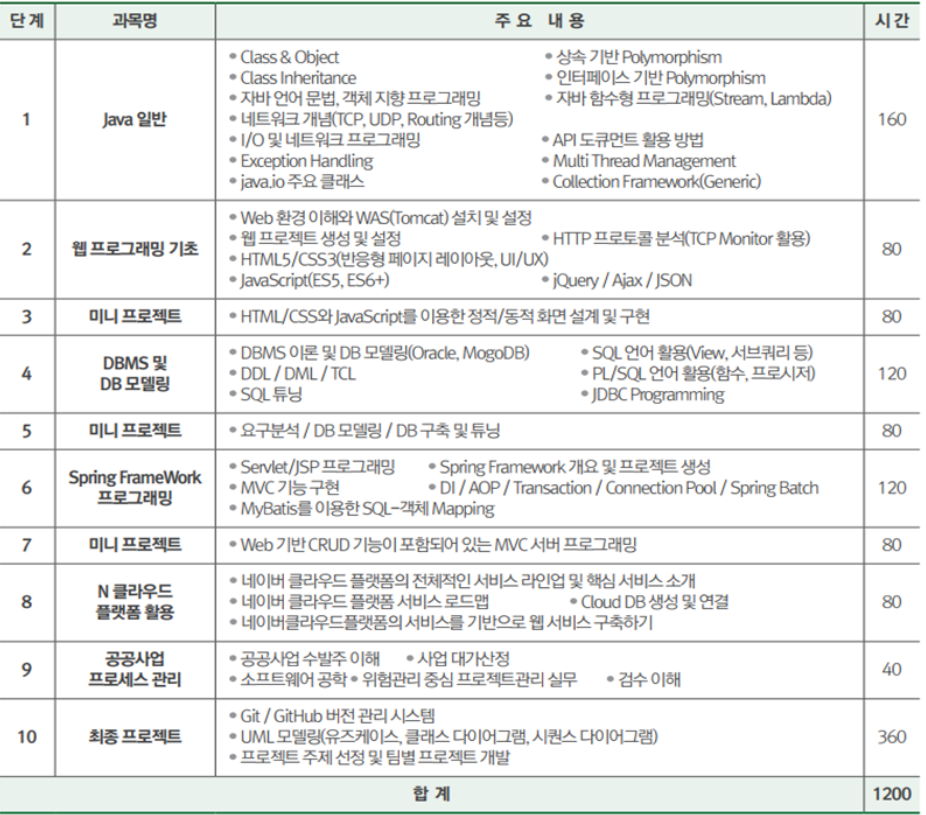 단계 과목명 주요 내용 시간
1 Java 일반 160
• Class & Object • 상속 기반 Polymorphism
• Class Inheritance • 인터페이스 기반 Polymorphism
• 자바 언어 문법, 객체 지향 프로그래밍 • 자바 함수형 프로그래밍(Stream, Lambda)
• 네트워크 개념(TCP, UDP, Routing 개념등)
• I/O 및 네트워크 프로그래밍 • API 도큐먼트 활용 방법
• Exception Handling • Multi Thread Management
• java.io 주요 클래스 • Collection Framework(Generic)
2 웹 프로그래밍 기초 80
• Web 환경 이해와 WAS(Tomcat) 설치 및 설정
• 웹 프로젝트 생성 및 설정 • HTTP 프로토콜 분석(TCP Monitor 활용)
• HTML5/CSS3(반응형 페이지 레이아웃, UI/UX)
• JavaScript(ES5, ES6+) • jQuery / Ajax / JSON
3 미니 프로젝트 • HTML/CSS와 JavaScript를 이용한 정적/동적 화면 설계 및 구현 80
4 DBMS 및 120
DB 모델링
• DBMS 이론 및 DB 모델링(Oracle, MogoDB) • SQL 언어 활용(View, 서브쿼리 등)
• DDL / DML / TCL • PL/SQL 언어 활용(함수, 프로시저)
• SQL 튜닝 • JDBC Programming
5 미니 프로젝트 • 요구분석 / DB 모델링 / DB 구축 및 튜닝 80
6 Spring FrameWork 120
프로그래밍
• Servlet/JSP 프로그래밍 • Spring Framework 개요 및 프로젝트 생성
• MVC 기능 구현 • DI / AOP / Transaction / Connection Pool / Spring Batch
• MyBatis를 이용한 SQL-객체 Mapping
7 미니 프로젝트 • Web 기반 CRUD 기능이 포함되어 있는 MVC 서버 프로그래밍 80
8 N 클라우드 80
플랫폼 활용
• 네이버 클라우드 플랫폼의 전체적인 서비스 라인업 및 핵심 서비스 소개
• 네이버 클라우드 플랫폼 서비스 로드맵 • Cloud DB 생성 및 연결
• 네이버클라우드플랫폼의 서비스를 기반으로 웹 서비스 구축하기
9 공공사업 40
프로세스 관리
• 공공사업 수발주 이해 • 사업 대가산정
• 소프트웨어 공학 • 위험관리 중심 프로젝트관리 실무 • 검수 이해
10 최종 프로젝트 360
• Git / GitHub 버전 관리 시스템
• UML 모델링(유즈케이스, 클래스 다이어그램, 시퀀스 다이어그램)
• 프로젝트 주제 선정 및 팀별 프로젝트 개발
합계 1200